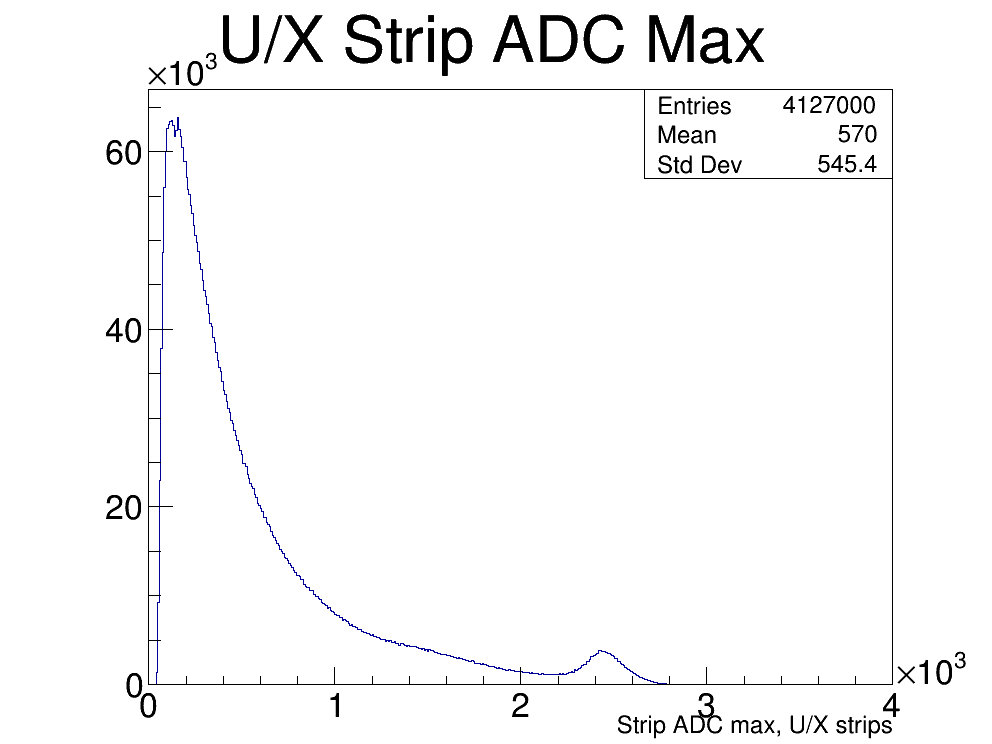 U/X Strip ADC Max
×10³
Entries 4127000
Mean 570
Std Dev 545.4
60
40
20
0
0 1 2 3 4
×10³
Strip ADC max, U/X strips